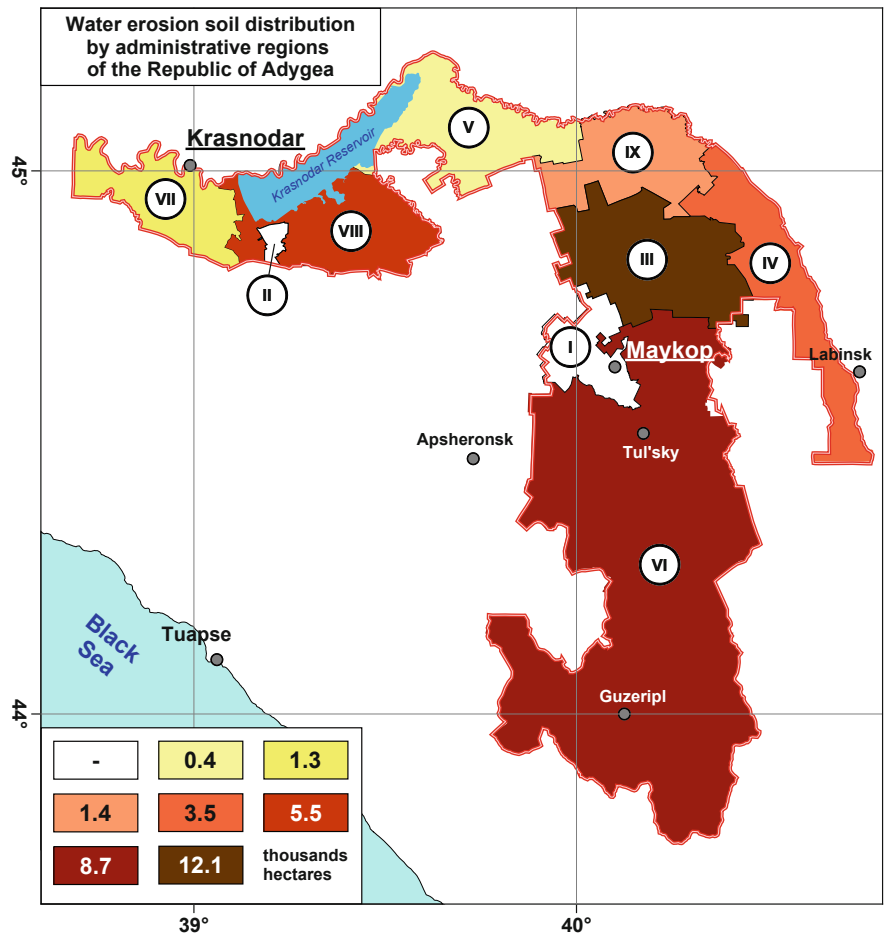 Water erosion soil distribution
by administrative regions
of the Republic of Adygea
Krasnodar
45°
Krasnodar Reservoir
V
IX
VII
VIII
III
IV
II
I
Maykop
Labinsk
Apsheronsk
Tul'sky
VI
Black
Sea
Tuapse
Guzeripl
44°
-
0.4
1.3
1.4
3.5
5.5
8.7
12.1
thousands
hectares
39°
40°